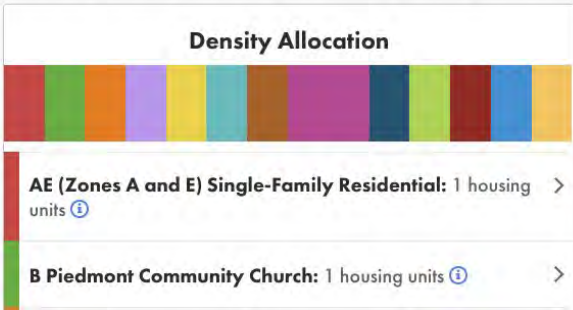 Density Allocation
AE (Zones A and E) Single-Family Residential: 1 housing
units
B Piedmont Community Church: 1 housing units